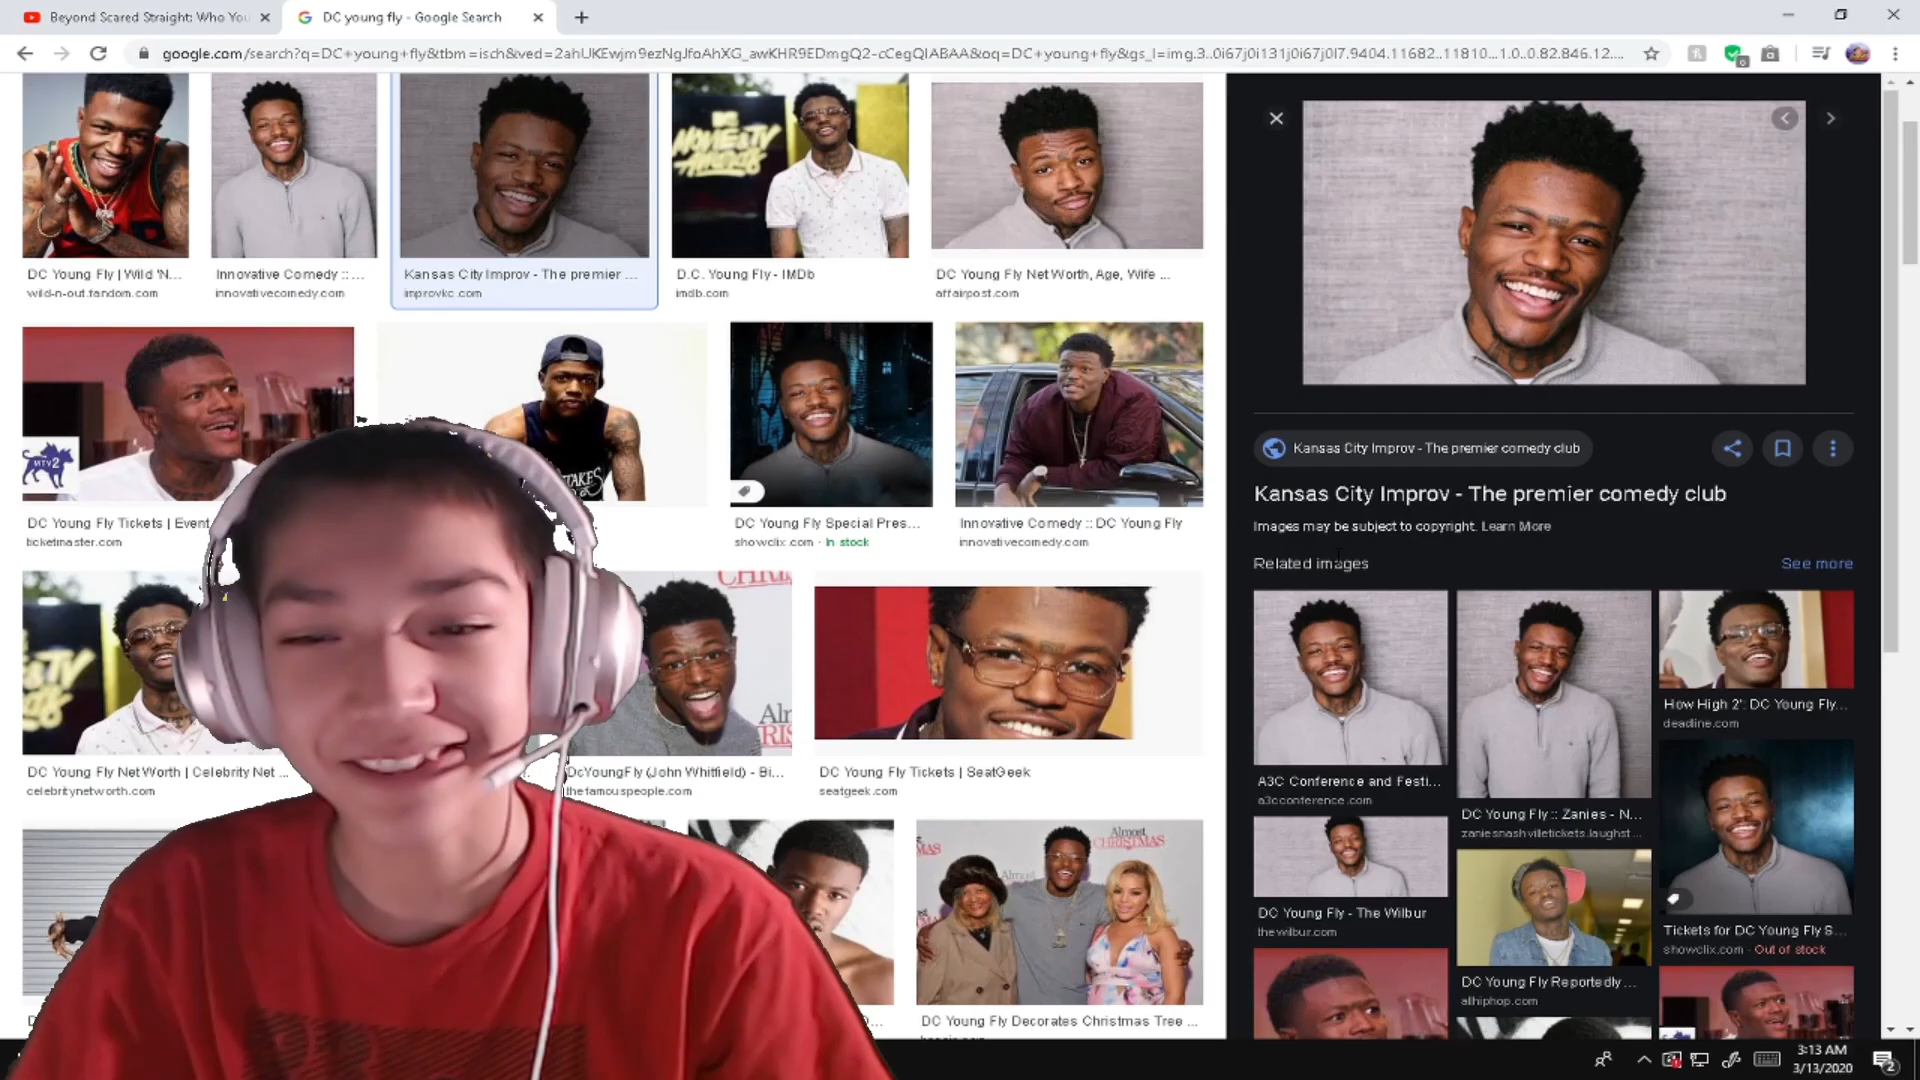 Beyond Scared Straight: Who You
DC young fly - Google Search
google.com/search?q=DC+young+fly&tbm=isch&ved=2ahUKEwjm9ezNgJfoAhXG_awKHR9EDmgQ2-cCegQIABAA&oq=DC+young+fly&gs_l=img.3..0i67j0i131j0i67j0l7.9404.11682..11810...1.0..0.82.846.12....
DC Young Fly | Wild 'N...
wild-n-out.fandom.com
Innovative Comedy :: ...
innovativecomedy.com
Kansas City Improv - The premier ...
improvkc.com
D.C. Young Fly - IMDb
imdb.com
DC Young Fly Net Worth, Age, Wife ...
affairpost.com
Kansas City Improv - The premier comedy club
Kansas City Improv - The premier comedy club
Images may be subject to copyright. Learn More
Related images
See more
MTV2
DC Young Fly Tickets | Event
ticketmaster.com
TAKES
DC Young Fly Special Pres...
showclix.com · In stock
Innovative Comedy :: DC Young Fly
innovativecomedy.com
DC Young Fly Net Worth | Celebrity Net ...
celebritynetworth.com
DcYoungFly (John Whitfield) - Bi...
thefamouspeople.com
DC Young Fly Tickets | SeatGeek
seatgeek.com
A3C Conference and Festi...
a3cconference.com
DC Young Fly :: Zanies - N...
zaniesnashvilletickets.laughst...
How High 2': DC Young Fly...
deadline.com
DC Young Fly - The Wilbur
thewilbur.com
DC Young Fly Reportedly ...
allhiphop.com
Tickets for DC Young Fly S...
showclix.com · Out of stock
Almost
CHRISTMAS
DC Young Fly Decorates Christmas Tree ...
3:13 AM
3/13/2020
2